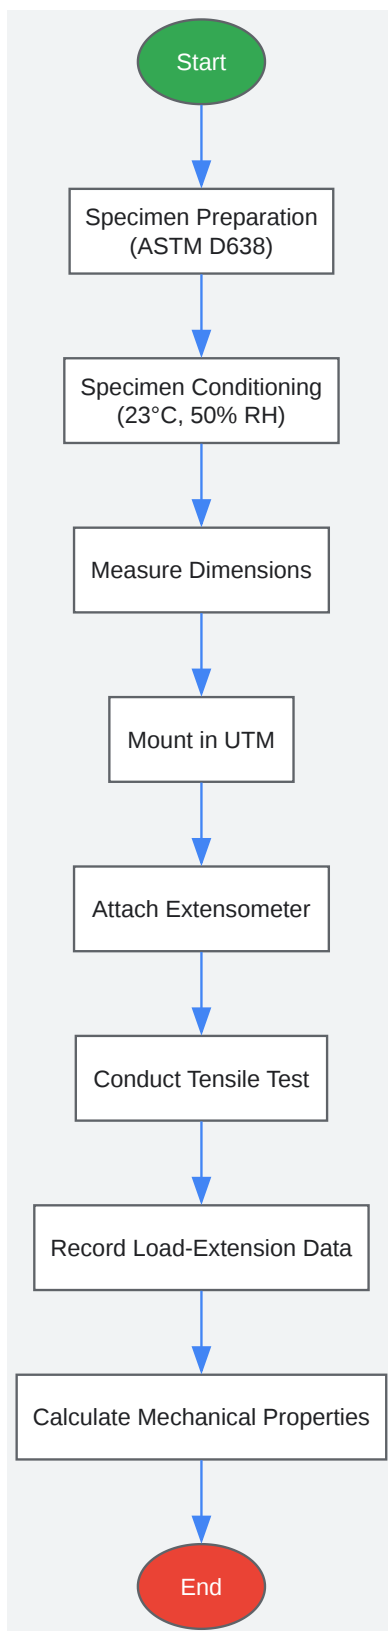 Start
Specimen Preparation
(ASTM D638)
Specimen Conditioning
(23°C, 50% RH)
Measure Dimensions
Mount in UTM
Attach Extensometer
Conduct Tensile Test
Record Load-Extension Data
Calculate Mechanical Properties
End